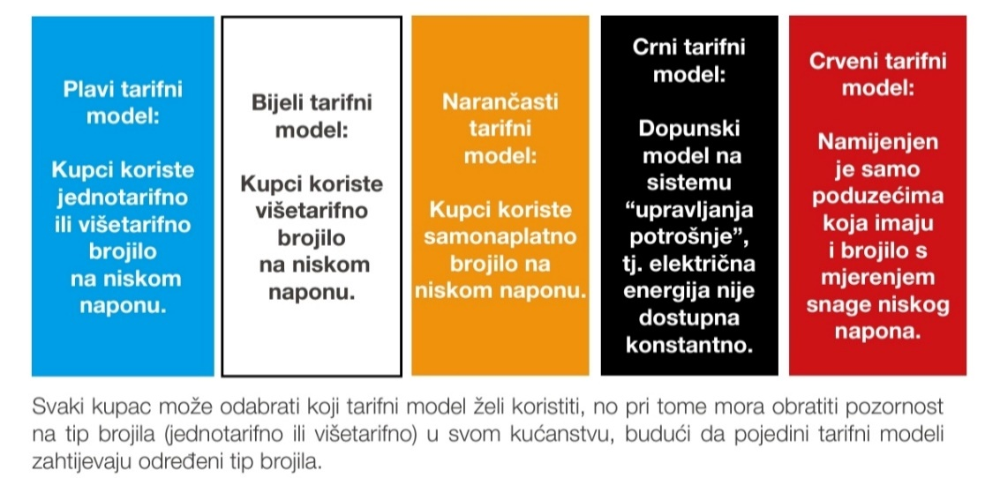 Plavi tarifni
model:
Kupci koriste
jednotarifno
ili višetarifno
brojilo
na niskom
naponu.
Bijeli tarifni
model:
Kupci koriste
višetarifno
brojilo
na niskom
naponu.
Narančasti
tarifni
model:
Kupci koriste
samonaplatno
brojilo na
niskom naponu.
Crni tarifni
model:
Dopunski
model na
sistemu
“upravljanja
potrošnje”,
tj. električna
energija nije
dostupna
konstantno.
Crveni tarifni
model:
Namijenjen
je samo
poduzećima
koja imaju
i brojilo s
mjerenjem
snage niskog
napona.
Svaki kupac može odabrati koji tarifni model želi koristiti, no pri tome mora obratiti pozornost
na tip brojila (jednotarifno ili višetarifno) u svom kućanstvu, budući da pojedini tarifni modeli
zahtijevaju određeni tip brojila.